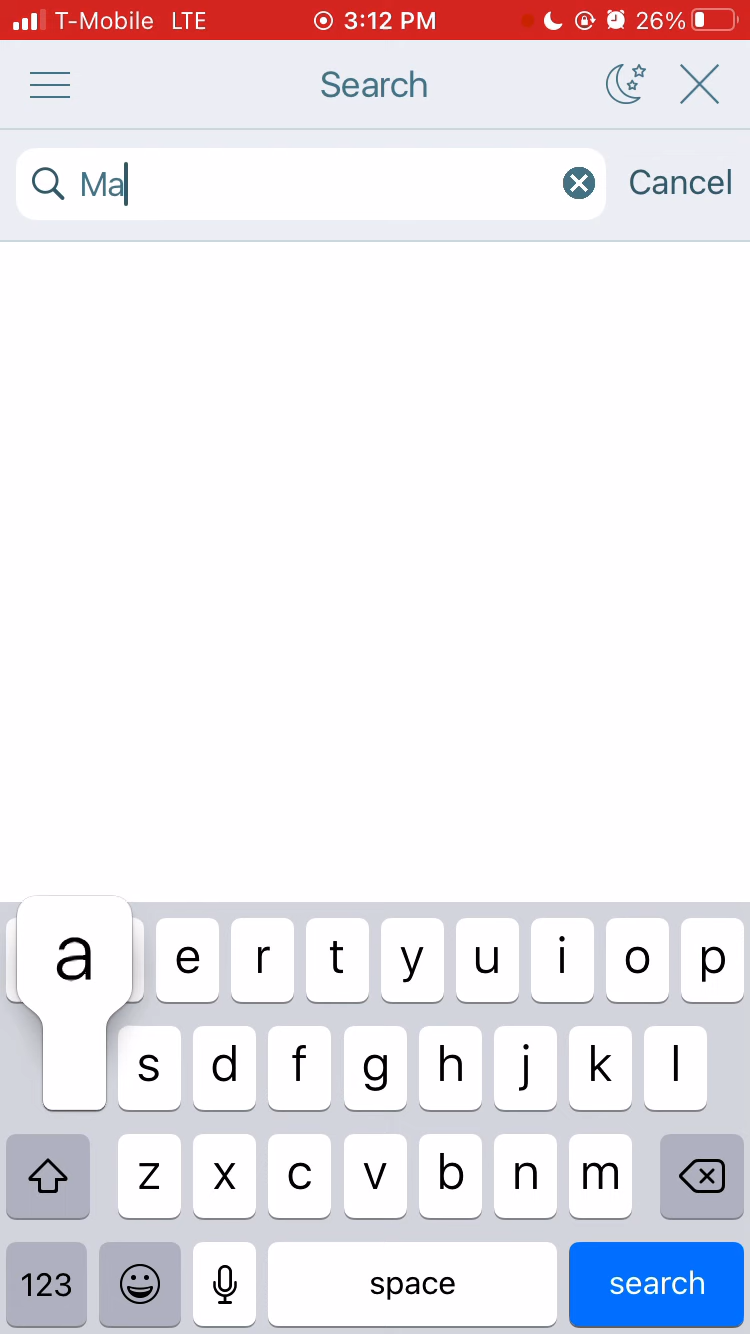 T-Mobile LTE 3:12 PM 26%
Search
Ma Cancel
a e r t y u i o p
s d f g h j k l
z x c v b n m
123 space search